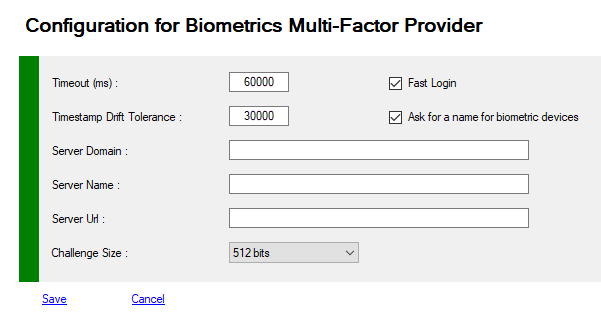 Configuration for Biometrics Multi-Factor Provider
Timeout (ms) : 60000 Fast Login
Timestamp Drift Tolerance : 30000 Ask for a name for biometric devices
Server Domain :
Server Name :
Server Url :
Challenge Size : 512 bits
Save Cancel